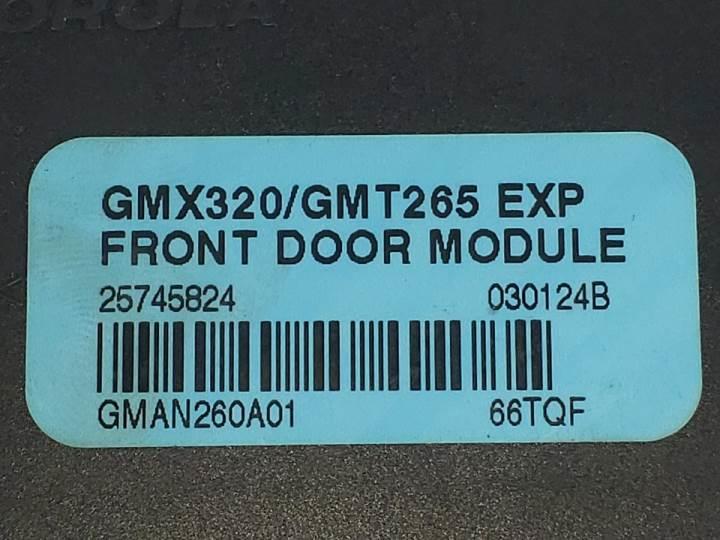 GMX320/GMT265 EXP
FRONT DOOR MODULE
25745824 030124B
GMAN260A01 66TQF